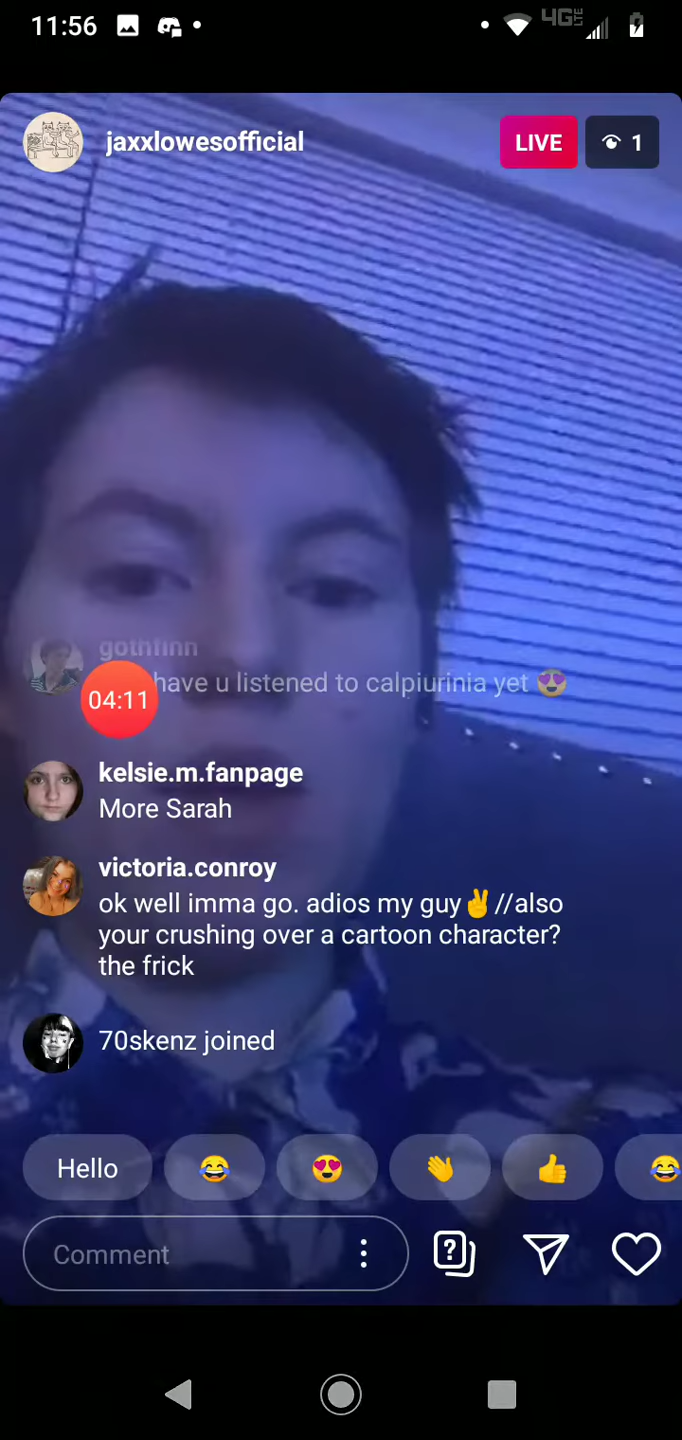 11:56
4G LTE
jaxxlowesofficial
LIVE
1
gothfinn
have u listened to calpiurinia yet 😍
04:11
kelsie.m.fanpage
More Sarah
victoria.conroy
ok well imma go. adios my guy✌️//also
your crushing over a cartoon character?
the frick
70skenz joined
Hello 😂 😍 👋 👍 😂
Comment